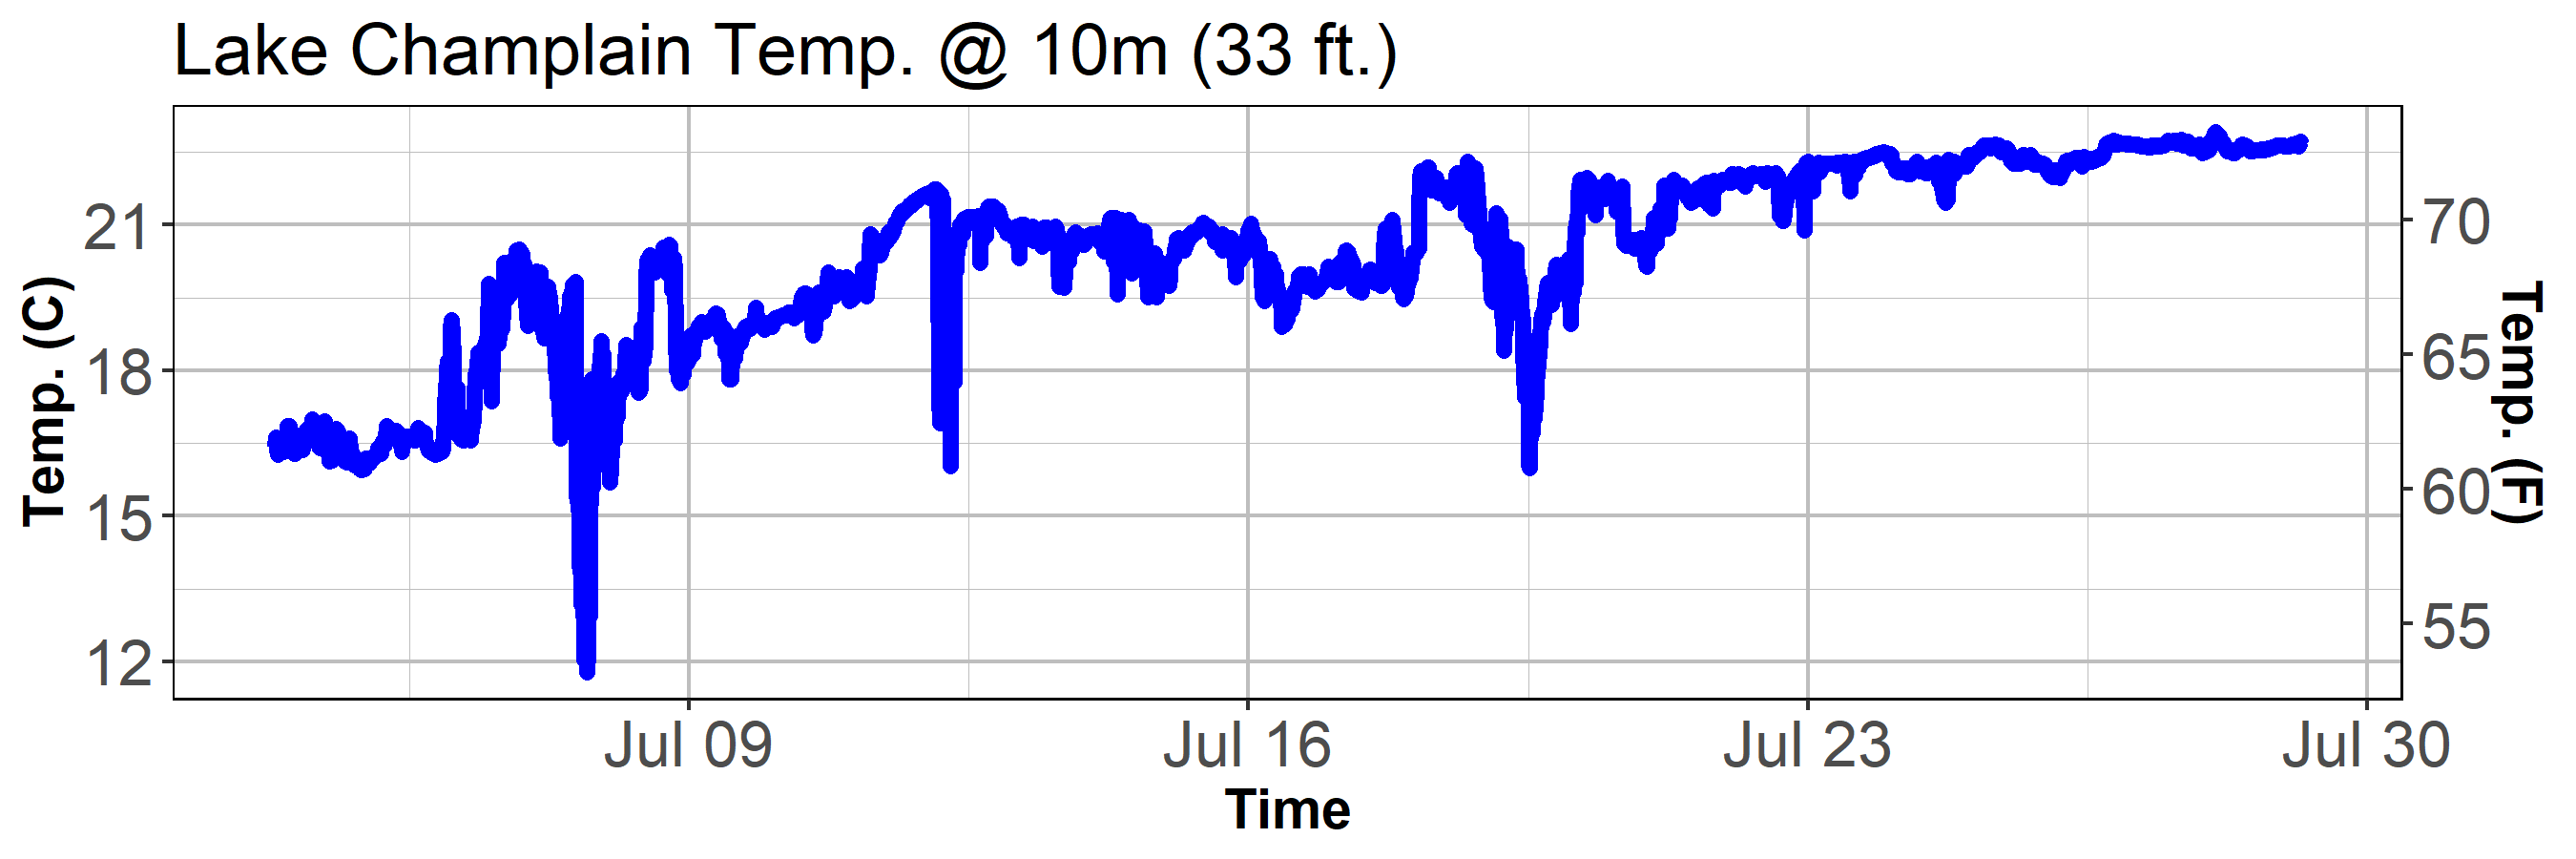 Lake Champlain Temp. @ 10m (33 ft.)
Temp. (C)
21
18
15
12
70
65
60
55
Temp. (F)
Jul 09 Jul 16 Jul 23 Jul 30
Time